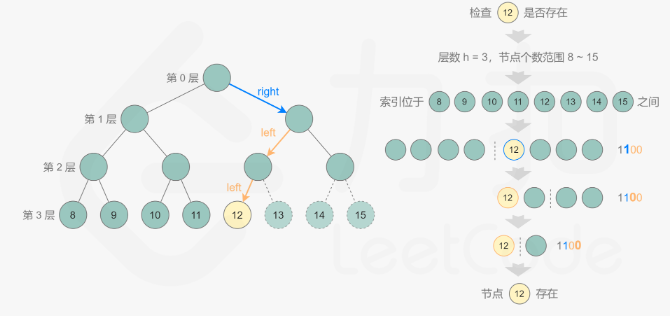 检查 12 是否存在
层数 h = 3，节点个数范围 8 ~ 15
索引位于 8 9 10 11 12 13 14 15 之间
12 1100
12 1100
12 1100
节点 12 存在
第 0 层
right
第 1 层
left
第 2 层
left
第 3 层 8 9 10 11 12 13 14 15
力扣
LeetCode